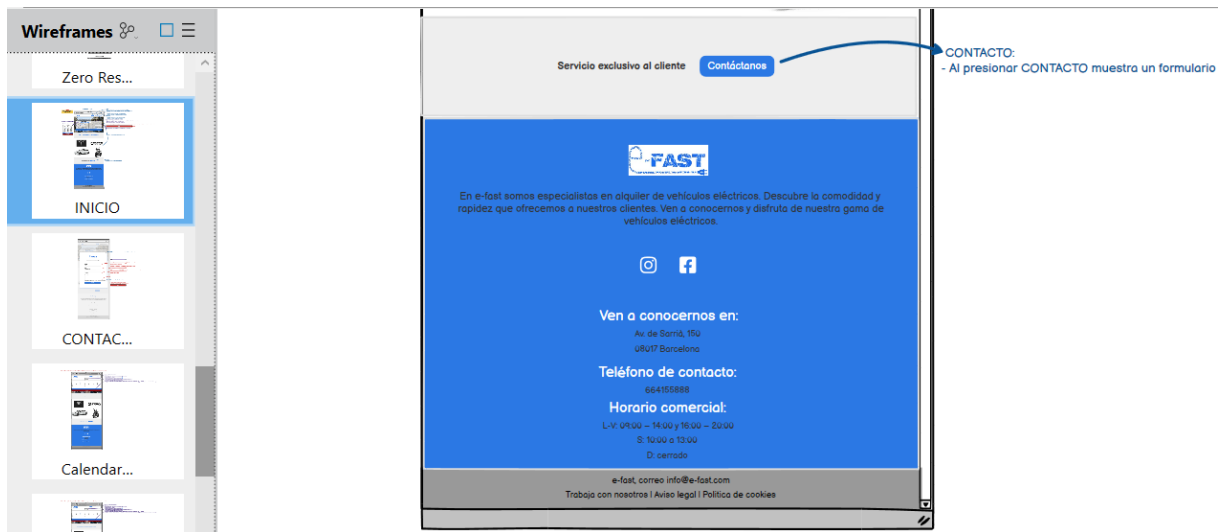 Wireframes
Zero Res...
INICIO
CONTAC...
Calendar...
Servicio exclusivo al cliente
Contáctanos
CONTACTO:
- Al presionar CONTACTO muestra un formulario
e-FAST
En e-fast somos especialistas en alquiler de vehículos eléctricos. Descubre la comodidad y
rapidez que ofrecemos a nuestros clientes. Ven a conocernos y disfruta de nuestra gama de
vehículos eléctricos.
Ven a conocernos en:
Av. de Sarrià, 150
08017 Barcelona
Teléfono de contacto:
664155888
Horario comercial:
L-V: 09:00 – 14:00 y 16:00 – 20:00
S: 10:00 a 13:00
D: cerrado
e-fast, correo info@e-fast.com
Trabaja con nosotros | Aviso legal | Política de cookies